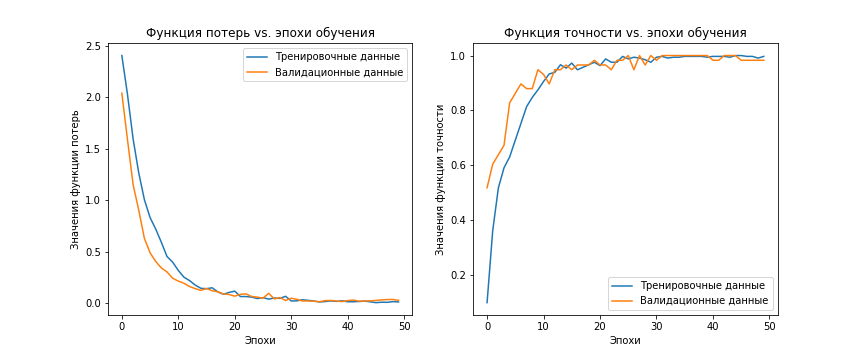 Функция потерь vs. эпохи обучения
2.5
2.0
1.5
1.0
0.5
0.0
Значения функции потерь
Тренировочные данные
Валидационные данные
0 10 20 30 40 50
Эпохи
Функция точности vs. эпохи обучения
1.0
0.8
0.6
0.4
0.2
Значения функции точности
Тренировочные данные
Валидационные данные
0 10 20 30 40 50
Эпохи